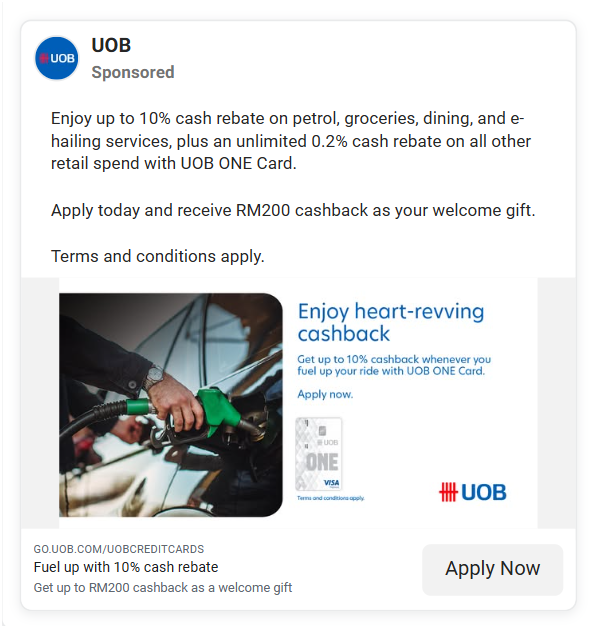 UOB
UOB
Sponsored
Enjoy up to 10% cash rebate on petrol, groceries, dining, and e-
hailing services, plus an unlimited 0.2% cash rebate on all other
retail spend with UOB ONE Card.
Apply today and receive RM200 cashback as your welcome gift.
Terms and conditions apply.
Enjoy heart-revving
cashback
Get up to 10% cashback whenever you
fuel up your ride with UOB ONE Card.
Apply now.
UOB
ONE
VISA
Terms and conditions apply.
UOB
GO.UOB.COM/UOBCREDITCARDS
Fuel up with 10% cash rebate
Get up to RM200 cashback as a welcome gift
Apply Now